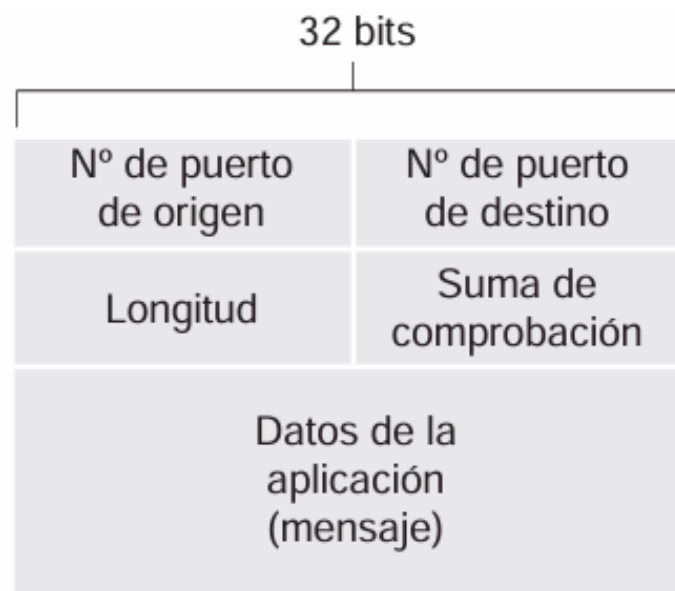 32 bits
Nº de puerto
de origen
Nº de puerto
de destino
Longitud
Suma de
comprobación
Datos de la
aplicación
(mensaje)